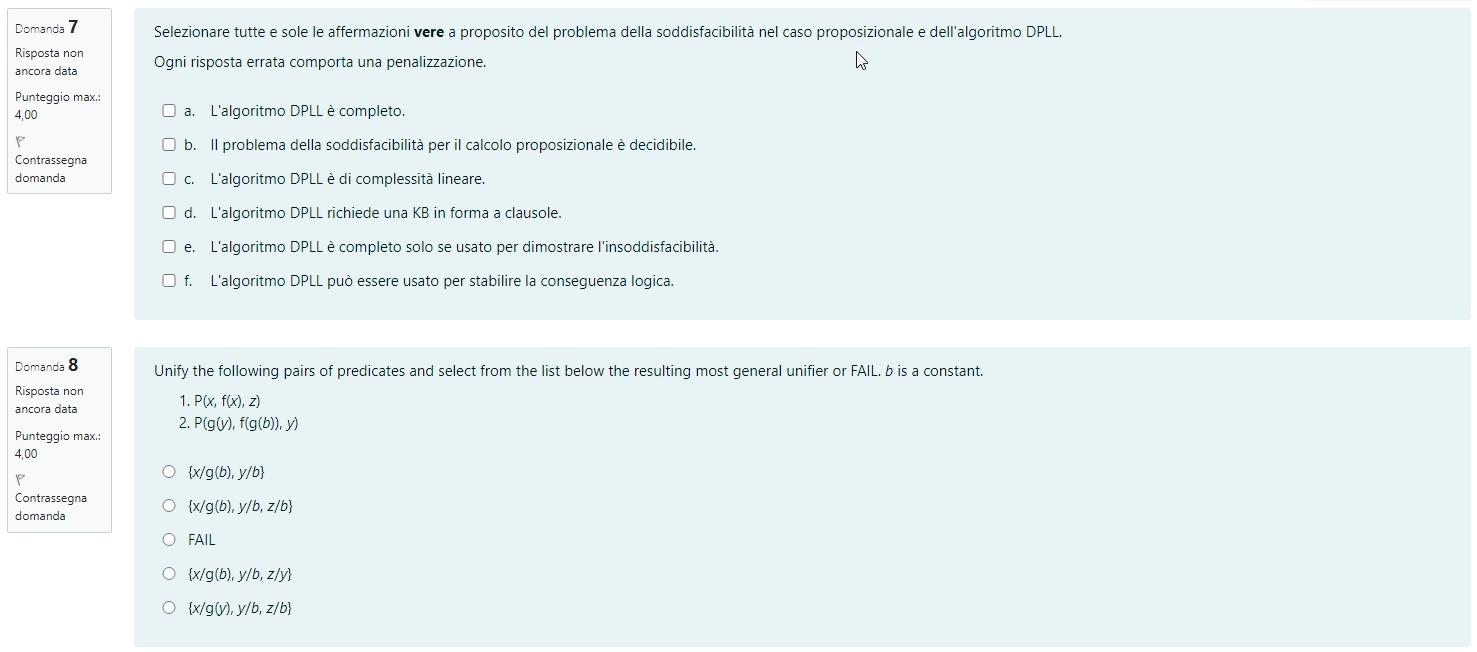 Domanda 7
Risposta non
ancora data
Punteggio max.:
4,00
Contrassegna
domanda
Selezionare tutte e sole le affermazioni vere a proposito del problema della soddisfacibilità nel caso proposizionale e dell'algoritmo DPLL.
Ogni risposta errata comporta una penalizzazione.
a. L'algoritmo DPLL è completo.
b. Il problema della soddisfacibilità per il calcolo proposizionale è decidibile.
c. L'algoritmo DPLL è di complessità lineare.
d. L'algoritmo DPLL richiede una KB in forma a clausole.
e. L'algoritmo DPLL è completo solo se usato per dimostrare l'insoddisfacibilità.
f. L'algoritmo DPLL può essere usato per stabilire la conseguenza logica.
Domanda 8
Risposta non
ancora data
Punteggio max.:
4,00
Contrassegna
domanda
Unify the following pairs of predicates and select from the list below the resulting most general unifier or FAIL. b is a constant.
1. P(x, f(x), z)
2. P(g(y), f(g(b)), y)
{x/g(b), y/b}
{x/g(b), y/b, z/b}
FAIL
{x/g(b), y/b, z/y}
{x/g(y), y/b, z/b}